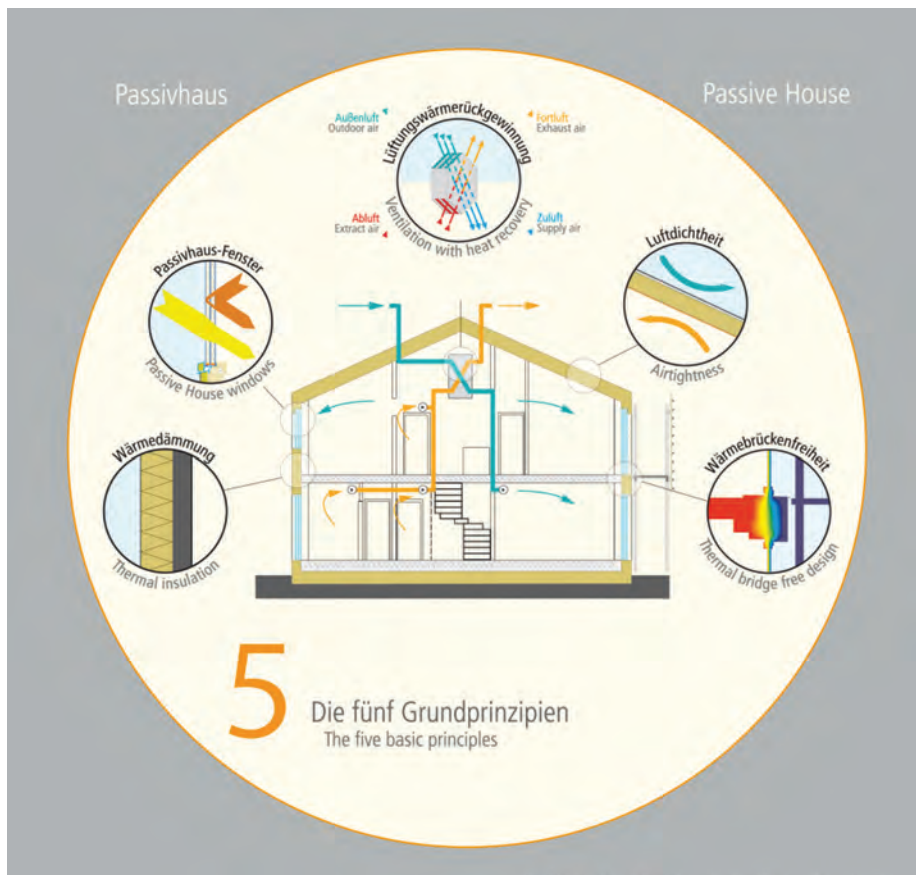 Passivhaus
Passive House
Außenluft
Outdoor air
Fortluft
Exhaust air
Lüftungswärmerückgewinnung
Ventilation with heat recovery
Abluft
Extract air
Zuluft
Supply air
Passivhaus-Fenster
Passive House windows
Luftdichtheit
Airtightness
Wärmedämmung
Thermal insulation
Wärmebrückenfreiheit
Thermal bridge free design
5
Die fünf Grundprinzipien
The five basic principles